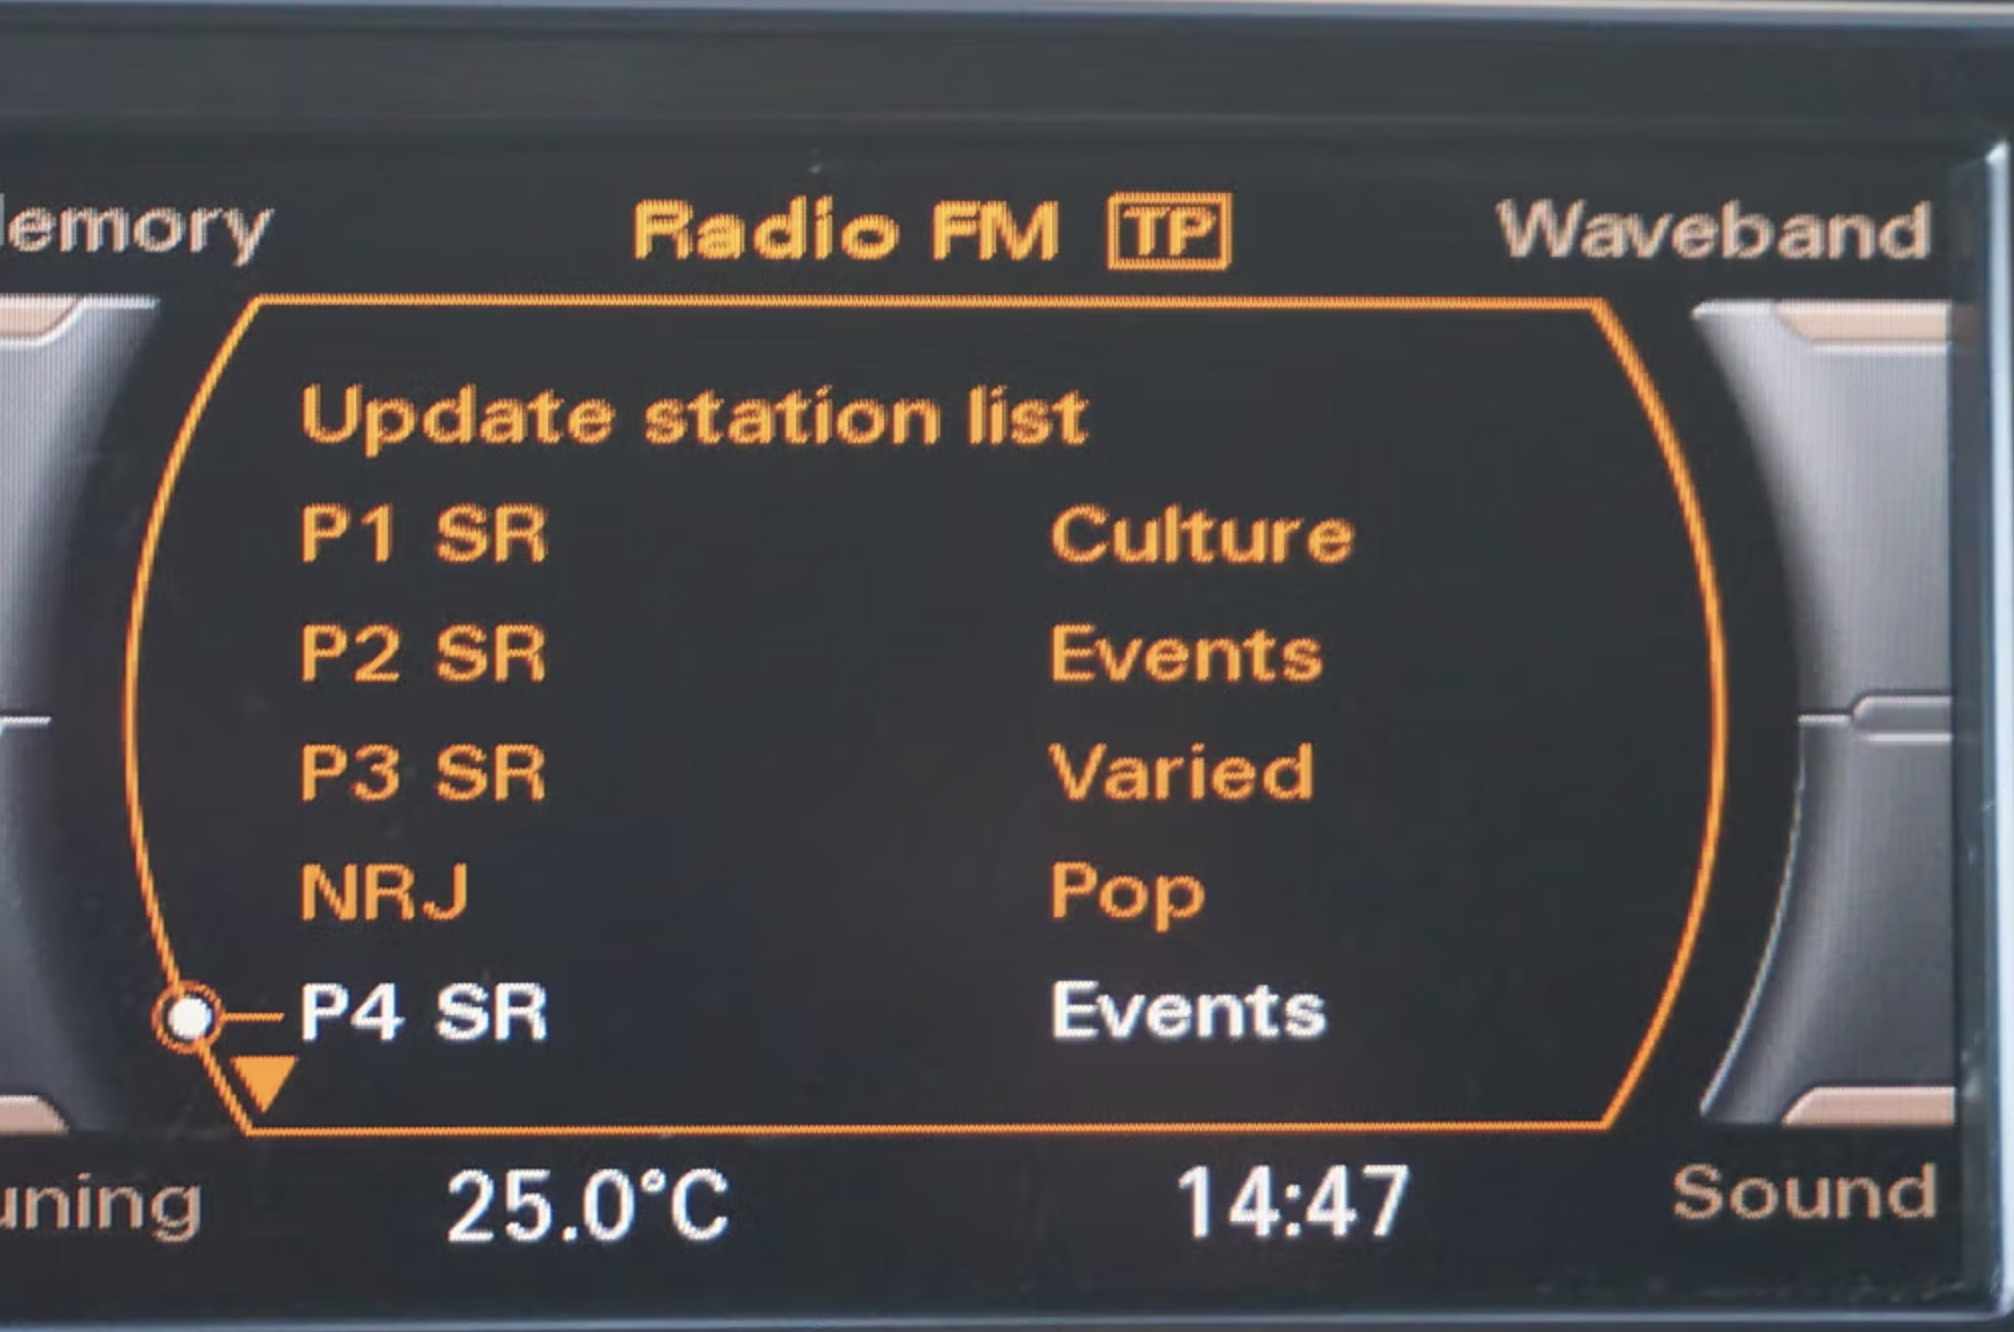 emory Radio FM TP Waveband
Update station list
P1 SR Culture
P2 SR Events
P3 SR Varied
NRJ Pop
P4 SR Events
uning 25.0°C 14:47 Sound